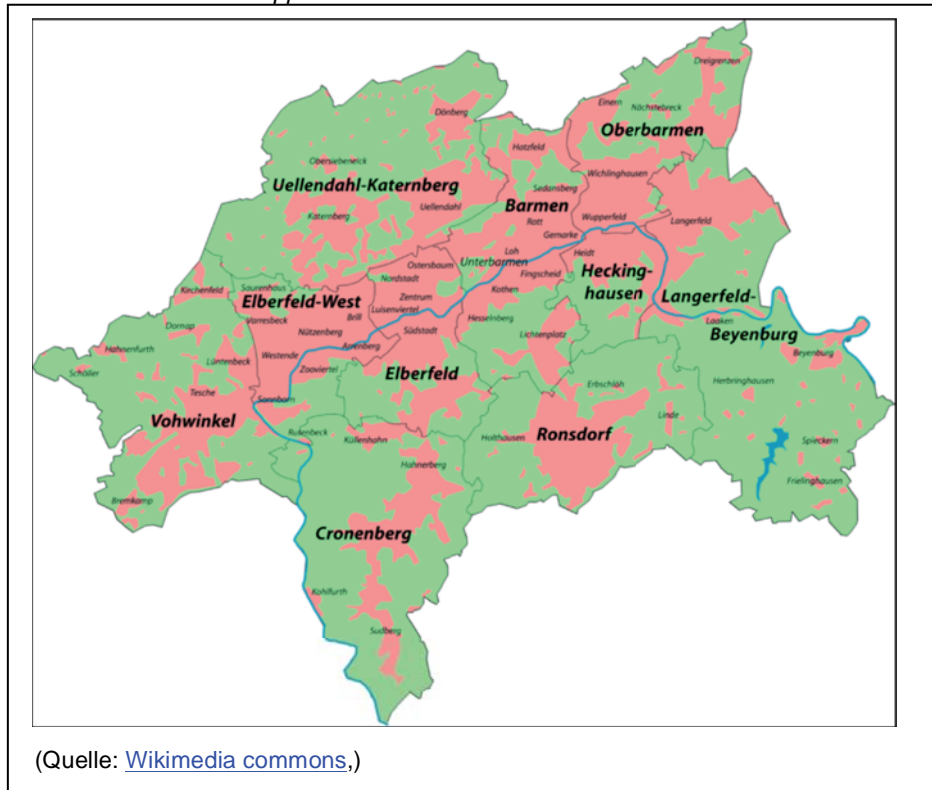 Dreigrenzen
Einern
Nächstebreck
Dönberg
Oberbarmen
Hatzfeld
Obersiebeneick
Wichlinghausen
Uellendahl-Katernberg
Sedansberg
Barmen
Uellendahl
Katernberg
Rott
Wupperfeld
Langerfeld
Gemarke
Loh
Heidt
Unterbarmen
Ostersbaum
Fingscheid
Hecking-
hausen
Nordstadt
Saurenhaus
Kirchenfeld
Elberfeld-West
Zentrum
Kothen
Langerfeld-
Beyenburg
Luisenviertel
Brill
Varresbeck
Hesselnberg
Laaken
Dornap
Nützenberg
Südstadt
Lichtenplatz
Hahnenfurth
Arrenberg
Westende
Beyenburg
Lüntenbeck
Zooviertel
Schöller
Elberfeld
Erbschlah
Herbringhausen
Tesche
Sonnborn
Vohwinkel
Linde
Rutenbeck
Küllenhahn
Holthausen
Ronsdorf
Spieckern
Hahnerberg
Frielinghausen
Bremkamp
Cronenberg
Kohlfurth
Sudberg
(Quelle: Wikimedia commons,)